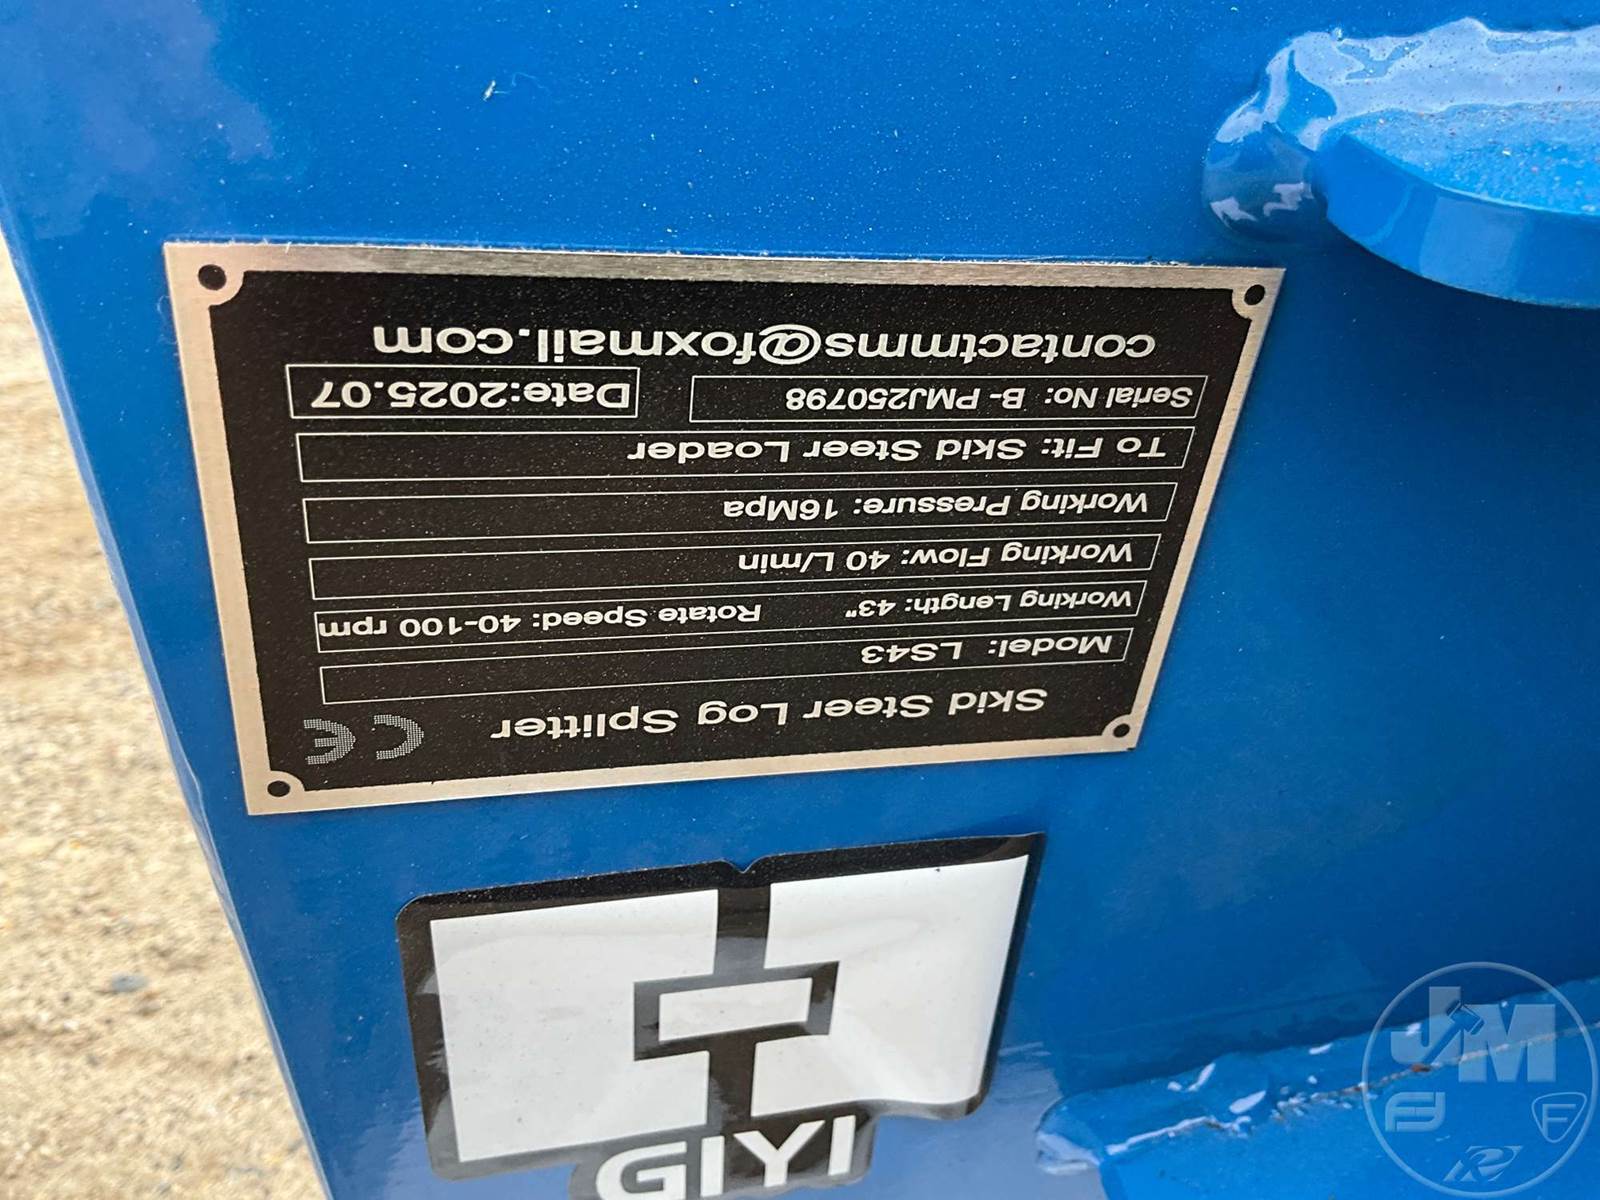 Skid Steer Log Splitter CE
Model: LS43
Working Length: 43" Rotate Speed: 40-100 rpm
Working Flow: 40 L/min
Working Pressure: 16Mpa
To Fit: Skid Steer Loader
Serial No: B- PMJ250798 Date:2025.07
contactmms@foxmail.com
GIYI
JM